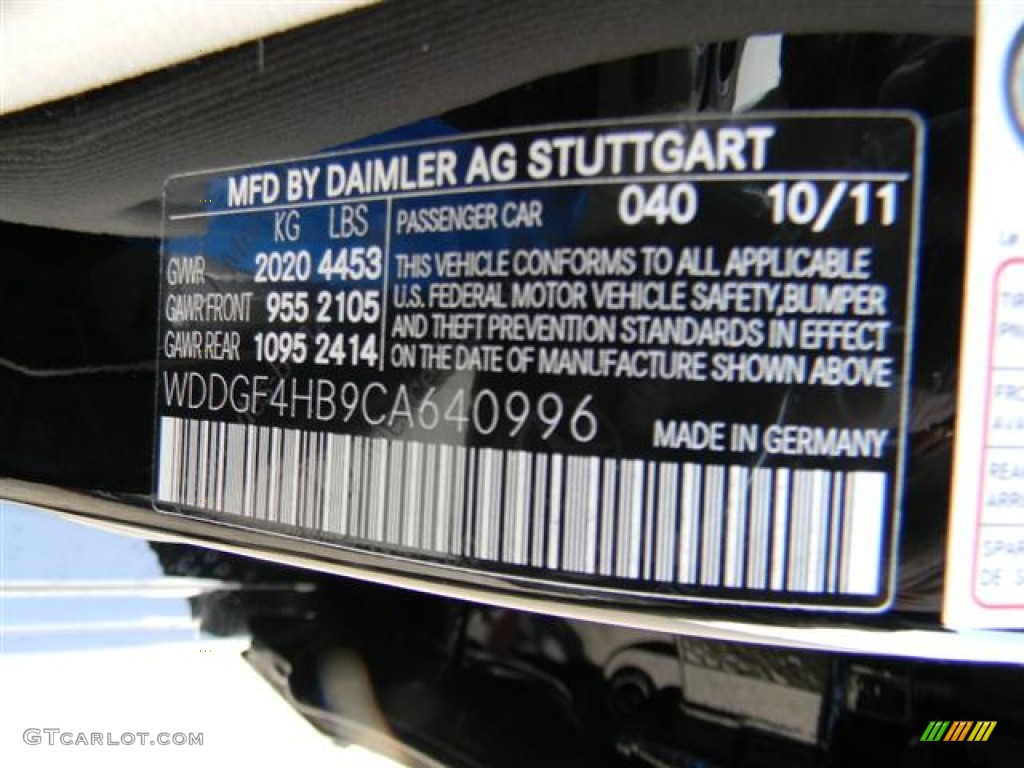 MFD BY DAIMLER AG STUTTGART
KG LBS
PASSENGER CAR 040 10/11
GVWR 2020 4453
GAWR FRONT 955 2105
GAWR REAR 1095 2414
THIS VEHICLE CONFORMS TO ALL APPLICABLE
U.S. FEDERAL MOTOR VEHICLE SAFETY,BUMPER
AND THEFT PREVENTION STANDARDS IN EFFECT
ON THE DATE OF MANUFACTURE SHOWN ABOVE
WDDGF4HB9CA640996
MADE IN GERMANY
GTCARLOT.COM